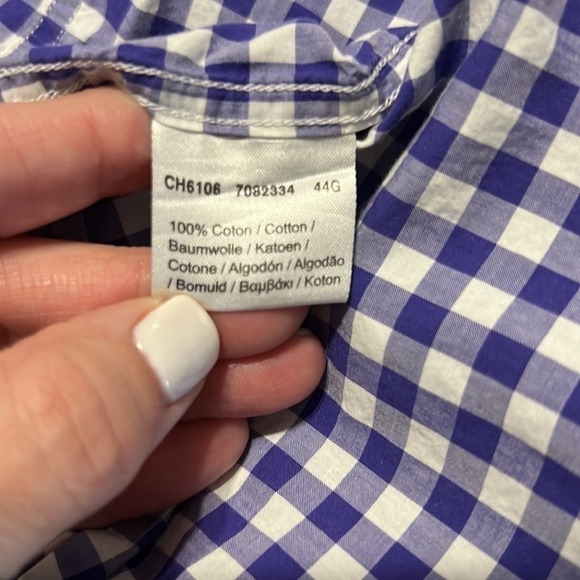 CH6106 7082334 44G
100% Coton / Cotton /
Baumwolle / Katoen /
Cotone / Algodón / Algodão
/ Bomuld / Βαμβάκι / Koton